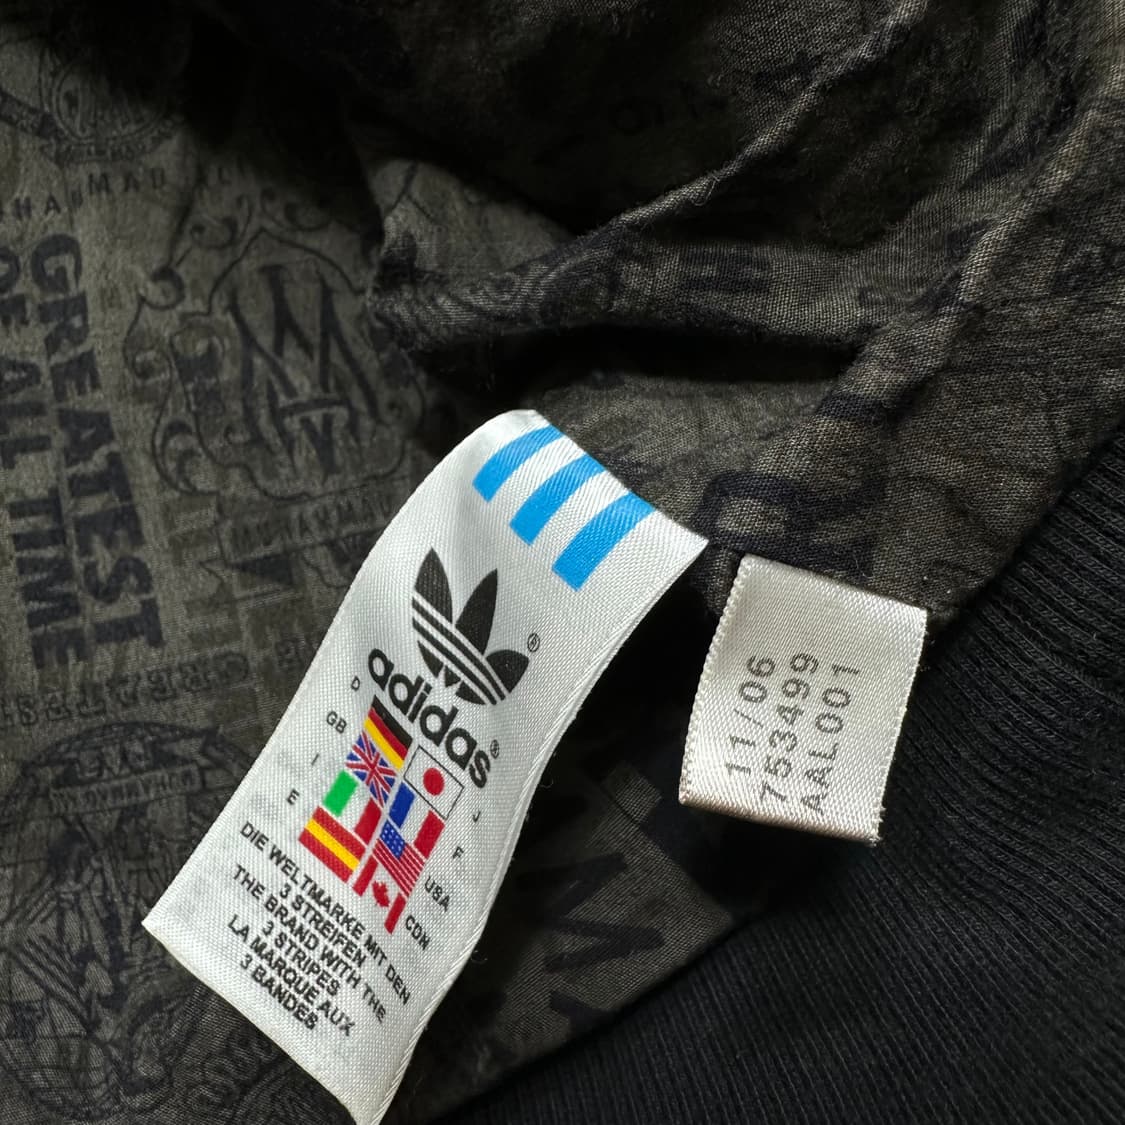 GREATEST
OF ALL TIME
adidas®
D
GB
I
E
J
F
USA
CDN
DIE WELTMARKE MIT DEN
3 STREIFEN
THE BRAND WITH THE
3 STRIPES
LA MARQUE AUX
3 BANDES
11/06
753499
AAL001